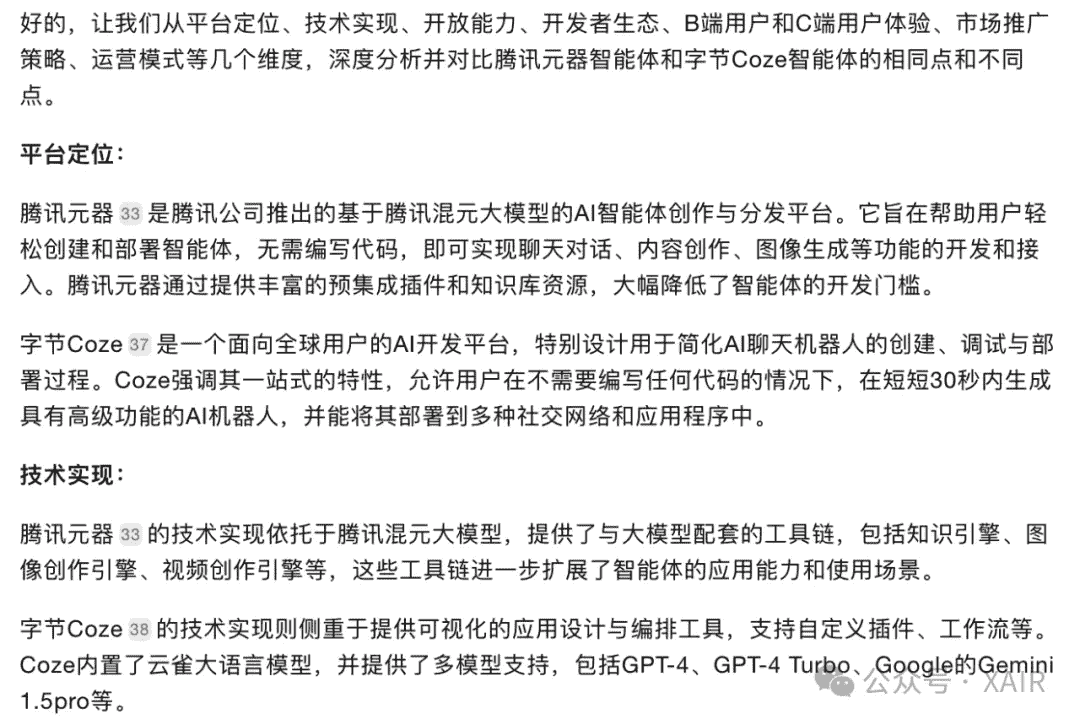 好的，让我们从平台定位、技术实现、开放能力、开发者生态、B端用户和C端用户体验、市场推广
策略、运营模式等几个维度，深度分析并对比腾讯元器智能体和字节Coze智能体的相同点和不同
点。
平台定位：
腾讯元器 33 是腾讯公司推出的基于腾讯混元大模型的AI智能体创作与分发平台。它旨在帮助用户轻
松创建和部署智能体，无需编写代码，即可实现聊天对话、内容创作、图像生成等功能的开发和接
入。腾讯元器通过提供丰富的预集成插件和知识库资源，大幅降低了智能体的开发门槛。
字节Coze 37 是一个面向全球用户的AI开发平台，特别设计用于简化AI聊天机器人的创建、调试与部
署过程。Coze强调其一站式的特性，允许用户在不需要编写任何代码的情况下，在短短30秒内生成
具有高级功能的AI机器人，并能将其部署到多种社交网络和应用程序中。
技术实现：
腾讯元器 33 的技术实现依托于腾讯混元大模型，提供了与大模型配套的工具链，包括知识引擎、图
像创作引擎、视频创作引擎等，这些工具链进一步扩展了智能体的应用能力和使用场景。
字节Coze 38 的技术实现则侧重于提供可视化的应用设计与编排工具，支持自定义插件、工作流等。
Coze内置了云雀大语言模型，并提供了多模型支持，包括GPT-4、GPT-4 Turbo、Google的Gemini
1.5pro等。
公众号 · XAIR